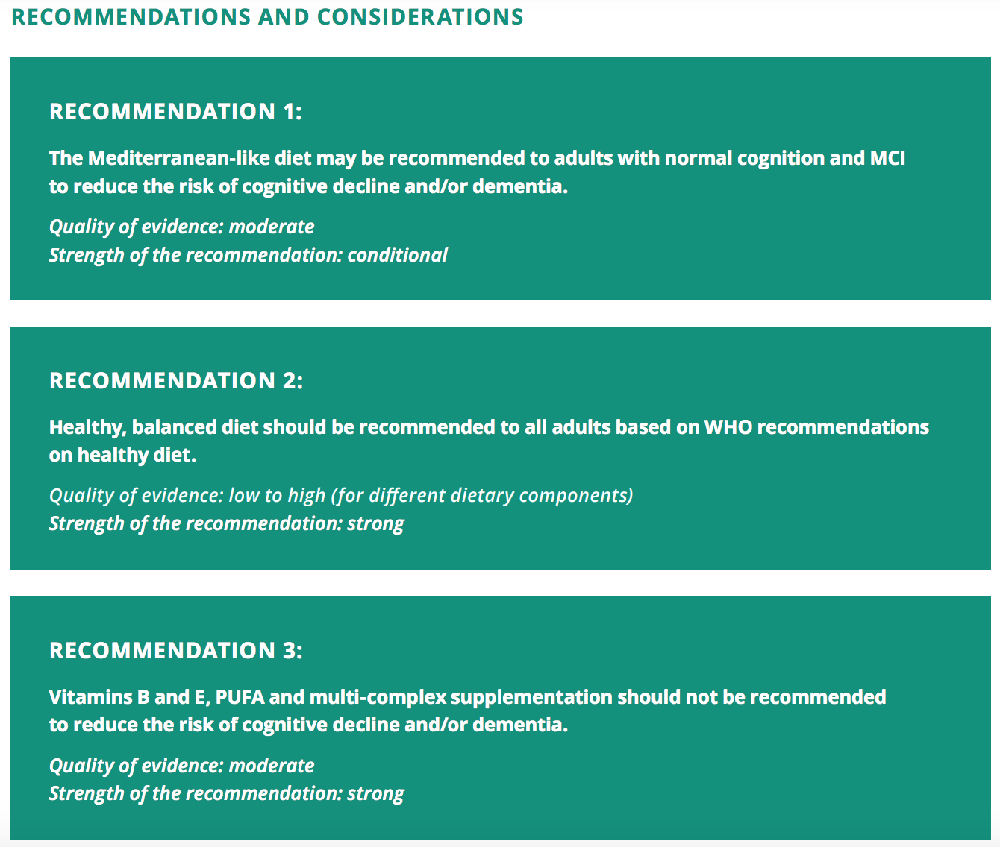 RECOMMENDATIONS AND CONSIDERATIONS
RECOMMENDATION 1:
The Mediterranean-like diet may be recommended to adults with normal cognition and MCI
to reduce the risk of cognitive decline and/or dementia.
Quality of evidence: moderate
Strength of the recommendation: conditional
RECOMMENDATION 2:
Healthy, balanced diet should be recommended to all adults based on WHO recommendations
on healthy diet.
Quality of evidence: low to high (for different dietary components)
Strength of the recommendation: strong
RECOMMENDATION 3:
Vitamins B and E, PUFA and multi-complex supplementation should not be recommended
to reduce the risk of cognitive decline and/or dementia.
Quality of evidence: moderate
Strength of the recommendation: strong